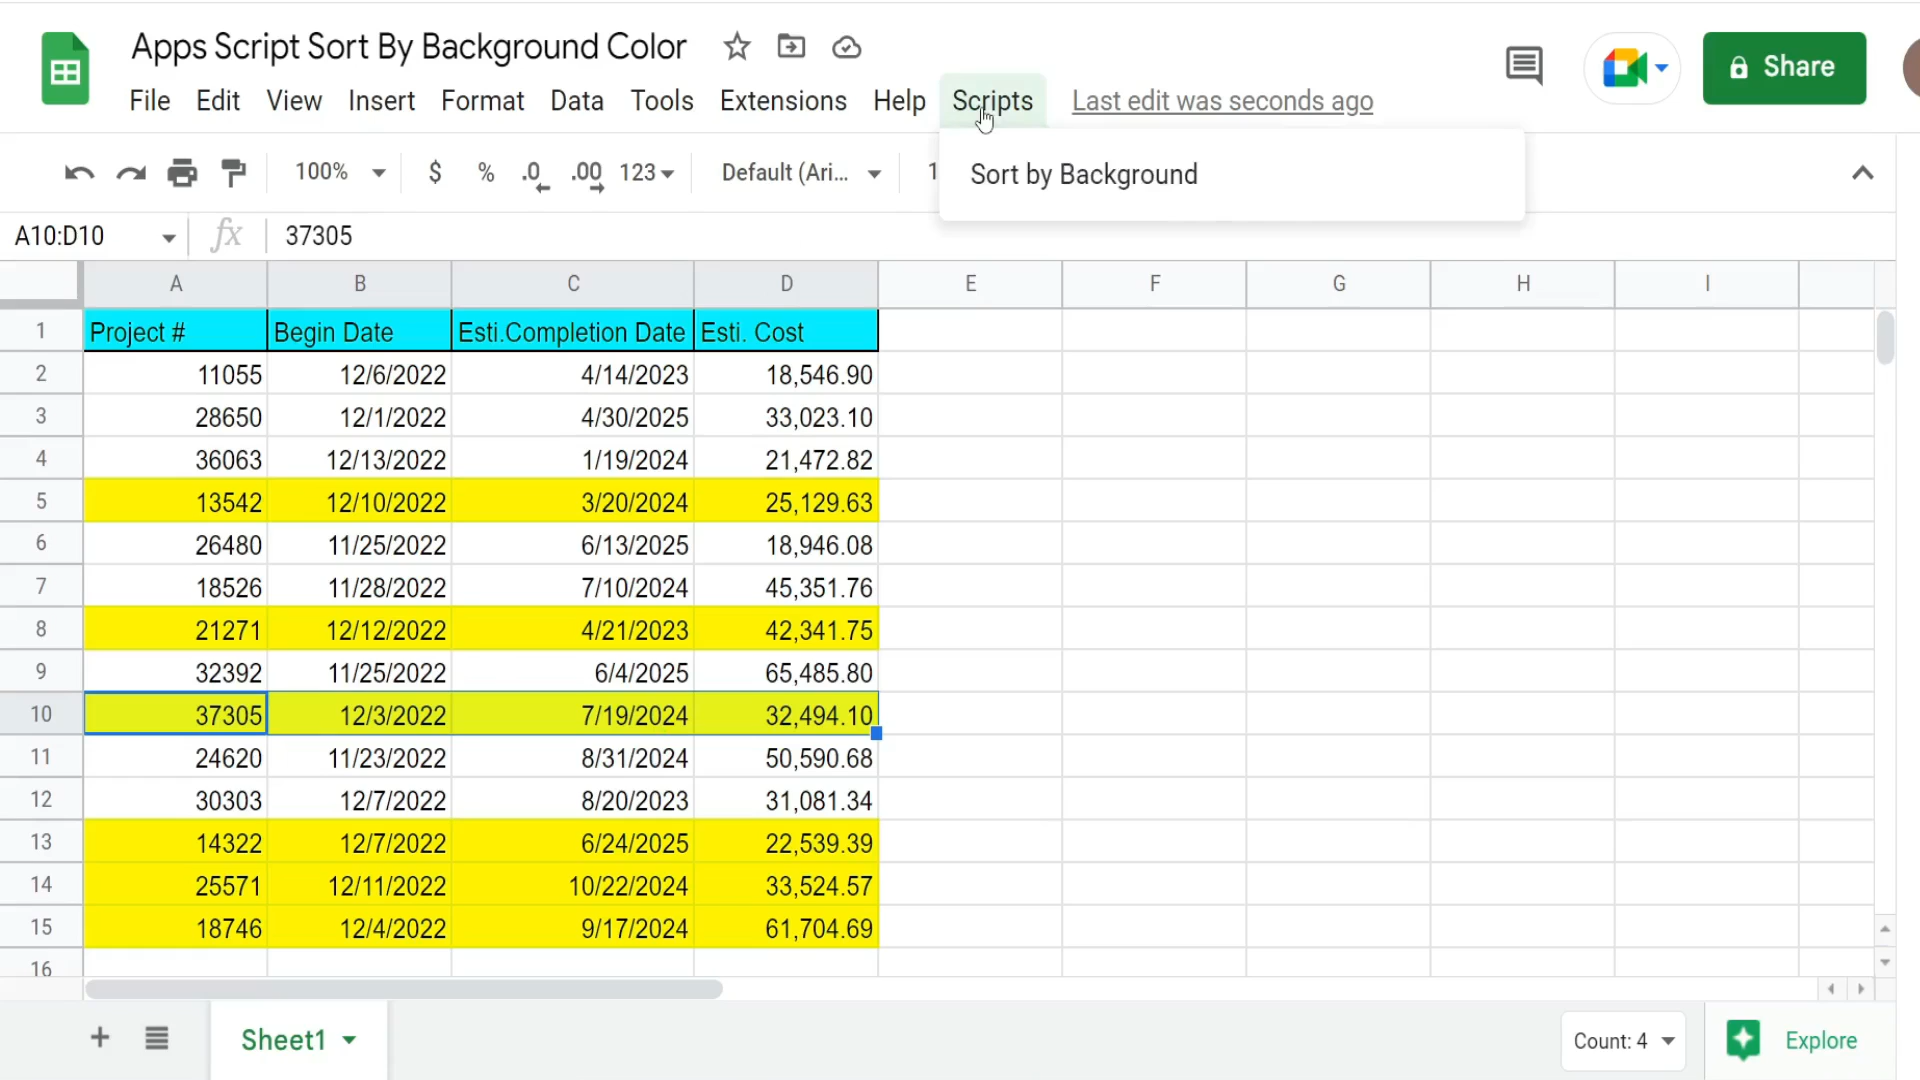 Apps Script Sort By Background Color
Share
File Edit View Insert Format Data Tools Extensions Help Scripts Last edit was seconds ago
100% $ % .0 .00 123 Default (Ari... 1
Sort by Background
A10:D10 fx 37305
A B C D E F G H I
1 Project # Begin Date Esti.Completion Date Esti. Cost
2 11055 12/6/2022 4/14/2023 18,546.90
3 28650 12/1/2022 4/30/2025 33,023.10
4 36063 12/13/2022 1/19/2024 21,472.82
5 13542 12/10/2022 3/20/2024 25,129.63
6 26480 11/25/2022 6/13/2025 18,946.08
7 18526 11/28/2022 7/10/2024 45,351.76
8 21271 12/12/2022 4/21/2023 42,341.75
9 32392 11/25/2022 6/4/2025 65,485.80
10 37305 12/3/2022 7/19/2024 32,494.10
11 24620 11/23/2022 8/31/2024 50,590.68
12 30303 12/7/2022 8/20/2023 31,081.34
13 14322 12/7/2022 6/24/2025 22,539.39
14 25571 12/11/2022 10/22/2024 33,524.57
15 18746 12/4/2022 9/17/2024 61,704.69
16
Sheet1 Count: 4 Explore